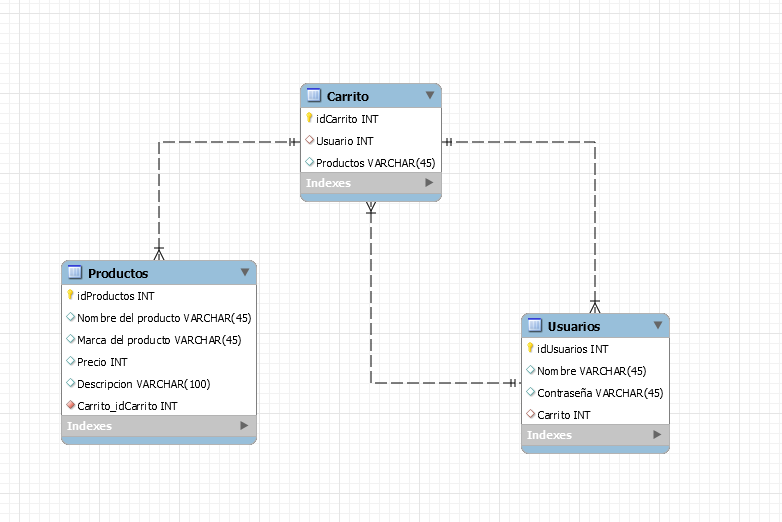 Carrito
idCarrito INT
Usuario INT
Productos VARCHAR(45)
Indexes
Productos
idProductos INT
Nombre del producto VARCHAR(45)
Marca del producto VARCHAR(45)
Precio INT
Descripcion VARCHAR(100)
Carrito_idCarrito INT
Indexes
Usuarios
idUsuarios INT
Nombre VARCHAR(45)
Contraseña VARCHAR(45)
Carrito INT
Indexes